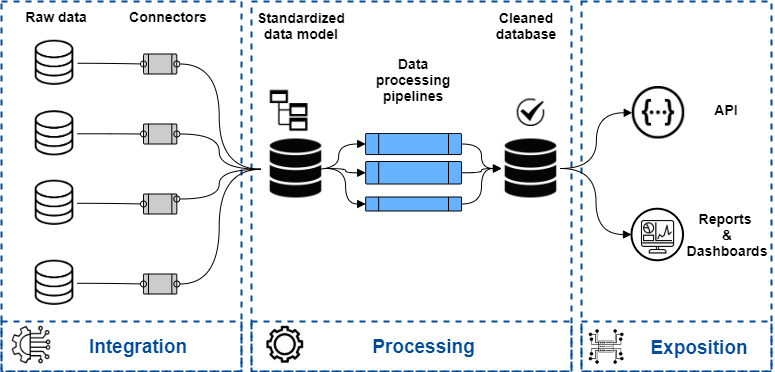 Raw data
Connectors
Standardized
data model
Data
processing
pipelines
Cleaned
database
{···}
API
Reports
&
Dashboards
Integration
Processing
Exposition